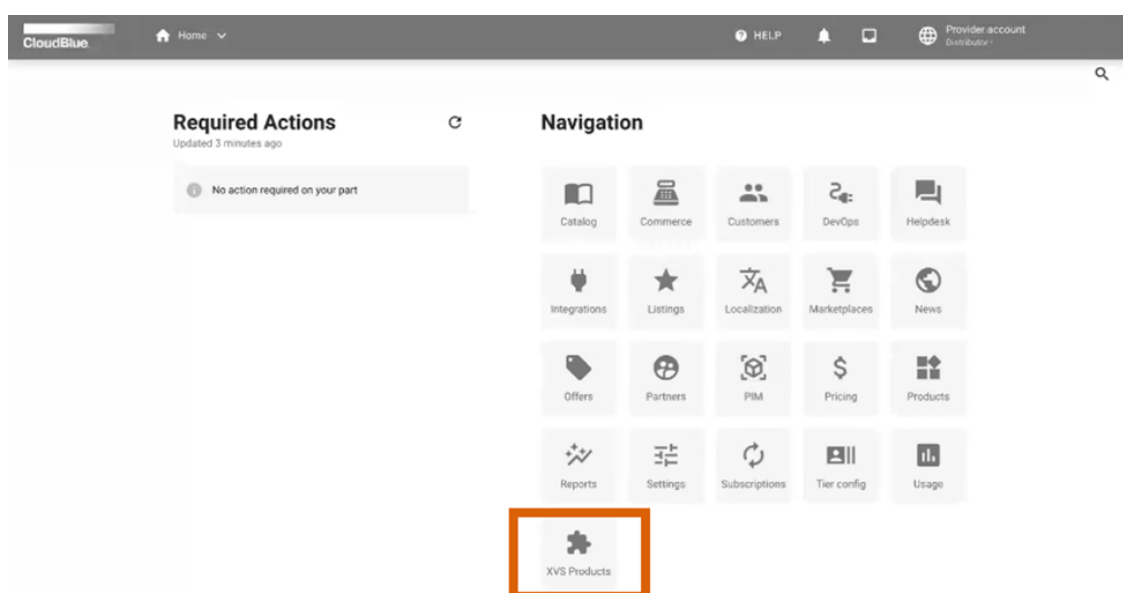 CloudBlue.
Home
HELP
Provider account
Distributor
Required Actions
Updated 3 minutes ago
No action required on your part
Navigation
Catalog
Commerce
Customers
DevOps
Helpdesk
Integrations
Listings
Localization
Marketplaces
News
Offers
Partners
PIM
Pricing
Products
Reports
Settings
Subscriptions
Tier config
Usage
XVS Products